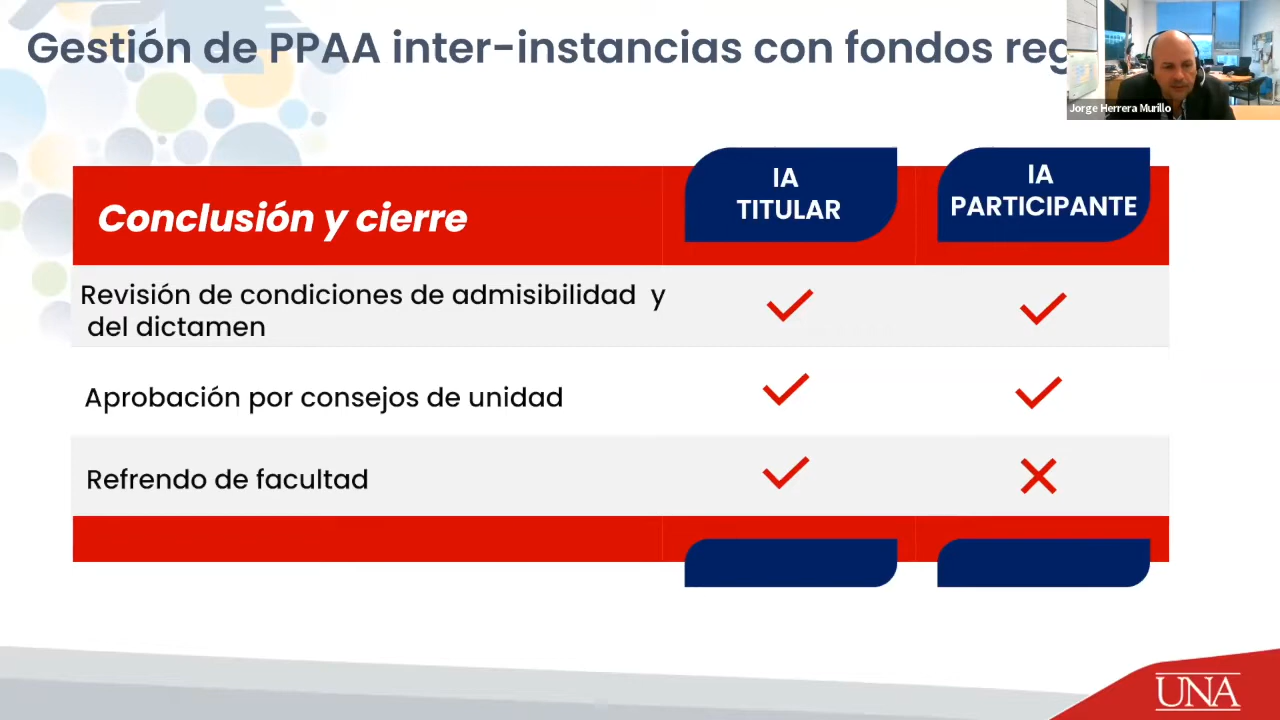 Gestión de PPAA inter-instancias con fondos
Jorge Herrera Murillo
IA
TITULAR
IA
PARTICIPANTE
Conclusión y cierre
Revisión de condiciones de admisibilidad y
del dictamen
Aprobación por consejos de unidad
Refrendo de facultad
UNA